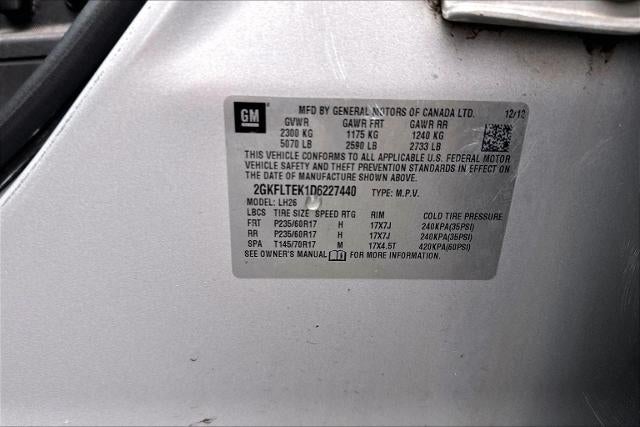 GM
MFD BY GENERAL MOTORS OF CANADA LTD. 12/12
GVWR GAWR FRT GAWR RR
2300 KG 1175 KG 1240 KG
5070 LB 2590 LB 2733 LB
THIS VEHICLE CONFORMS TO ALL APPLICABLE U.S. FEDERAL MOTOR
VEHICLE SAFETY AND THEFT PREVENTION STANDARDS IN EFFECT ON
THE DATE OF MANUFACTURE SHOWN ABOVE.
2GKFLTEK1D6227440 TYPE: M.P.V.
MODEL: LH26
LBCS TIRE SIZE SPEED RTG RIM COLD TIRE PRESSURE
FRT P235/60R17 H 17X7J 240KPA(35PSI)
RR P235/60R17 H 17X7J 240KPA(35PSI)
SPA T145/70R17 M 17X4.5T 420KPA(60PSI)
SEE OWNER'S MANUAL FOR MORE INFORMATION.